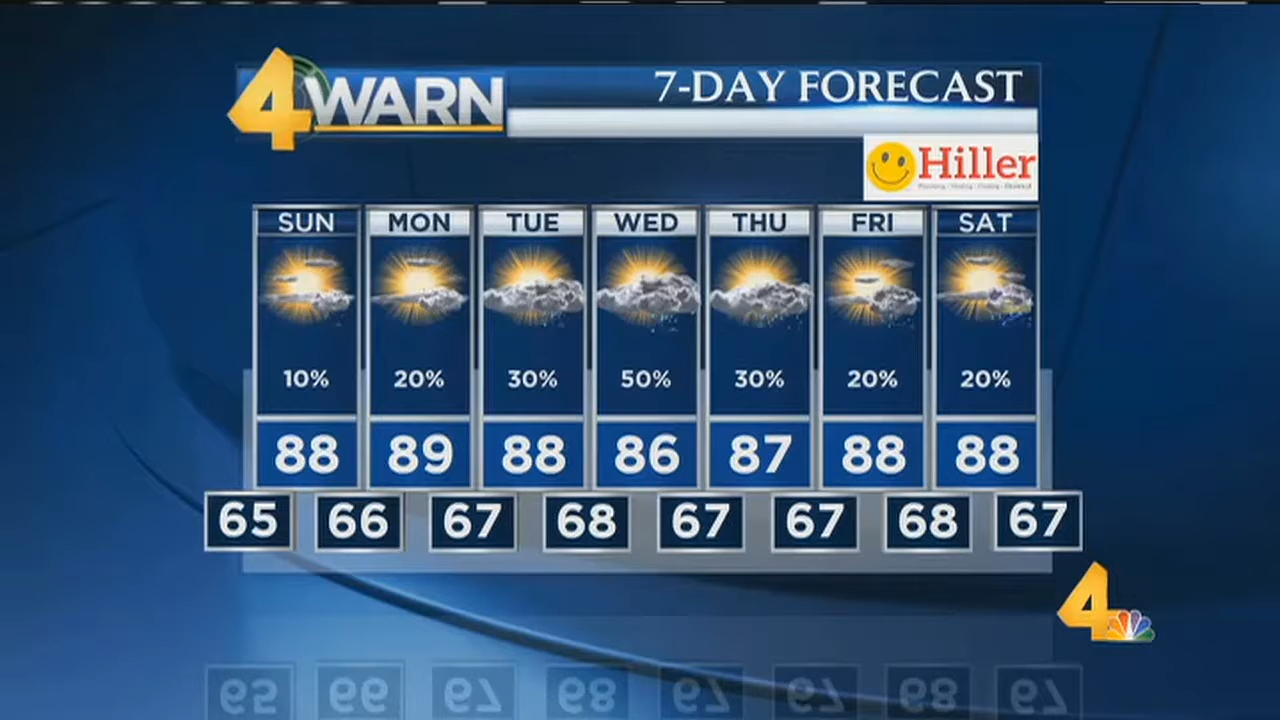 4WARN
7-DAY FORECAST
Hiller
SUN MON TUE WED THU FRI SAT
10% 20% 30% 50% 30% 20% 20%
88 89 88 86 87 88 88
65 66 67 68 67 67 68 67
4